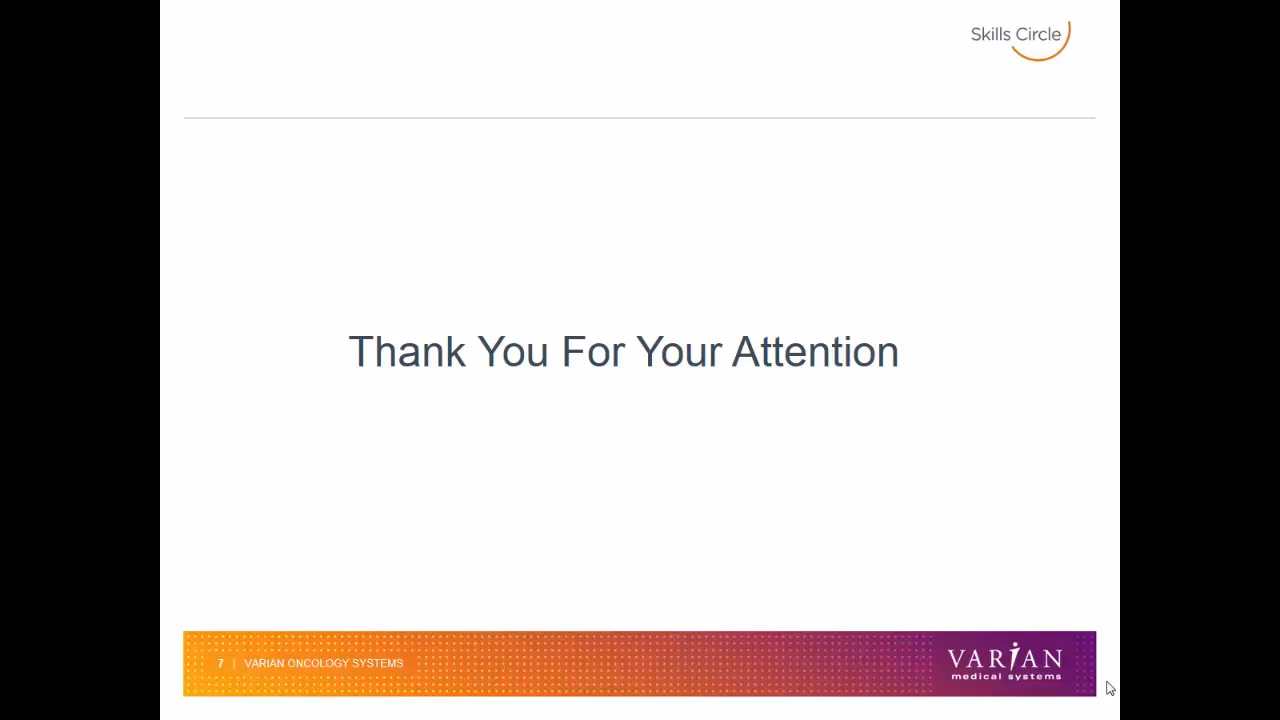 Skills Circle
Thank You For Your Attention
7 | VARIAN ONCOLOGY SYSTEMS
VARIAN
medical systems